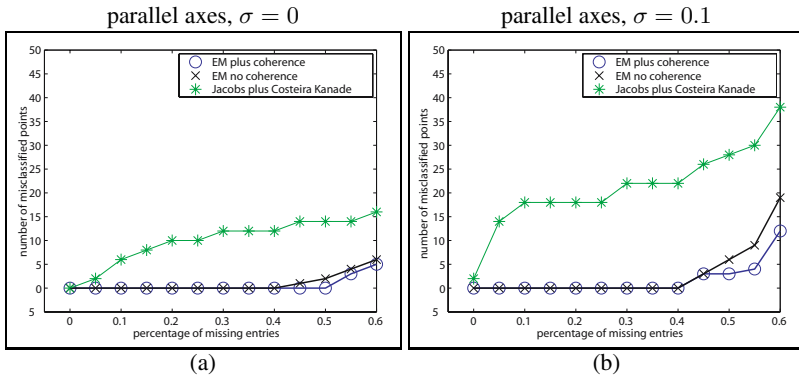 parallel axes, σ = 0
50
45
40
35
30
25
20
15
10
5
0
5
number of misclassified points
EM plus coherence
EM no coherence
Jacobs plus Costeira Kanade
0 0.1 0.2 0.3 0.4 0.5 0.6
percentage of missing entries
(a)
parallel axes, σ = 0.1
50
45
40
35
30
25
20
15
10
5
0
5
number of misclassified points
EM plus coherence
EM no coherence
Jacobs plus Costeira Kanade
0 0.1 0.2 0.3 0.4 0.5 0.6
percentage of missing entries
(b)